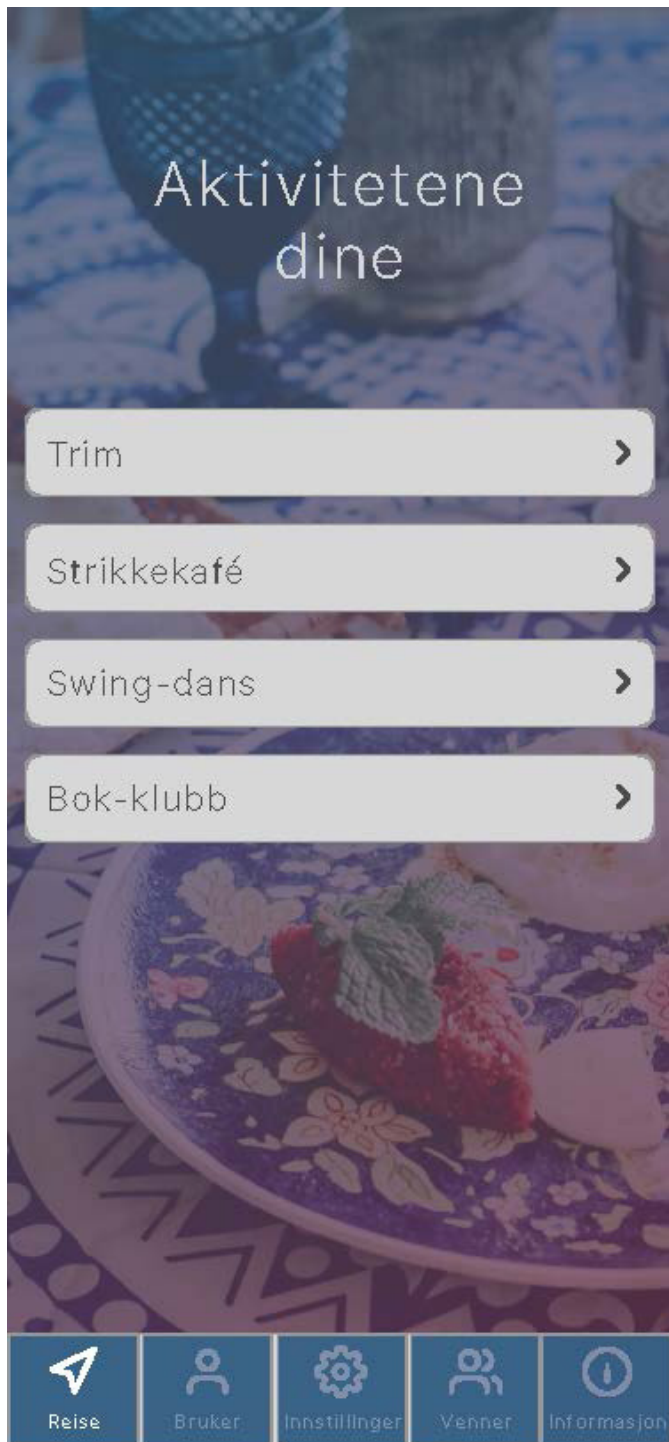 Aktivitetene
dine
Trim
Strikkekafé
Swing-dans
Bok-klubb
Reise
Bruker
Innstillinger
Venner
Informasjon